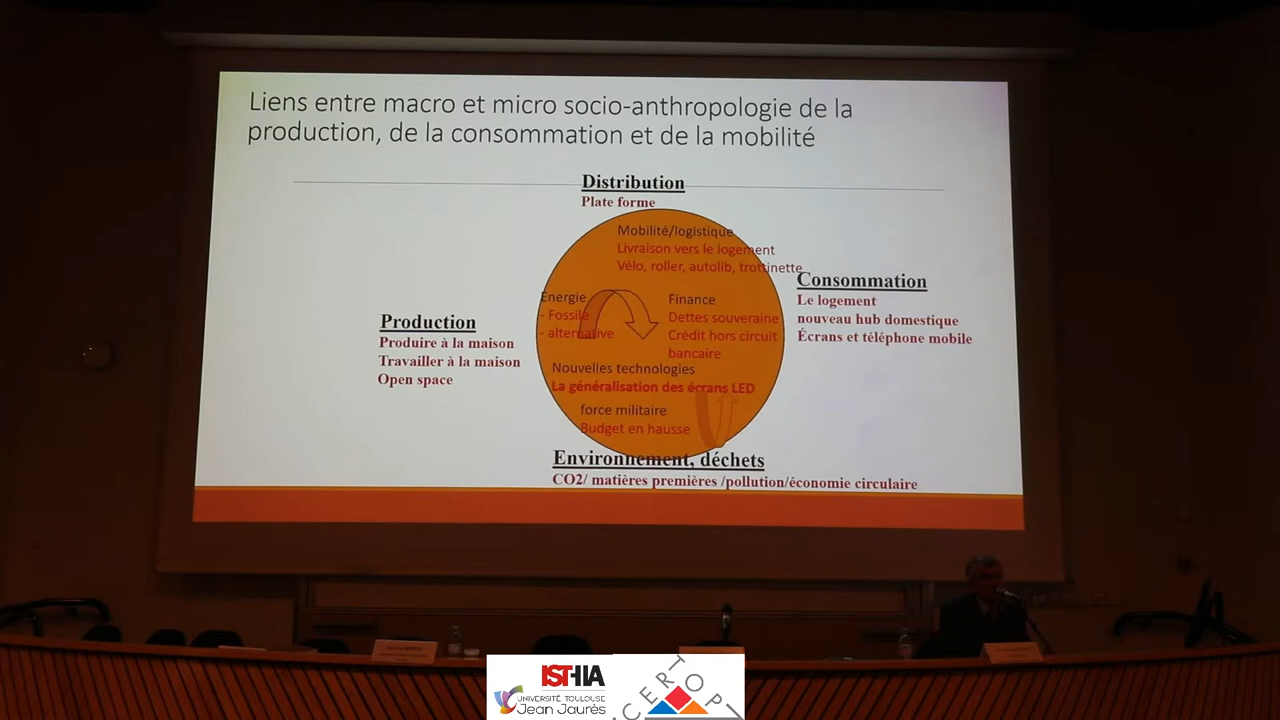 Liens entre macro et micro socio-anthropologie de la
production, de la consommation et de la mobilité
Distribution
Plate forme
Mobilité/logistique
Livraison vers le logement
Vélo, roller, autolib, trottinette
Consommation
Le logement
nouveau hub domestique
Écrans et téléphone mobile
Energie
- Fossile
- alternative
Finance
Dettes souveraine
Crédit hors circuit
bancaire
Production
Produire à la maison
Travailler à la maison
Open space
Nouvelles technologies
La généralisation des écrans LED
force militaire
Budget en hausse
Environnement, déchets
CO2/ matières premières /pollution/économie circulaire
ISTHIA
UNIVERSITÉ TOULOUSE
Jean Jaurès
CERTOP